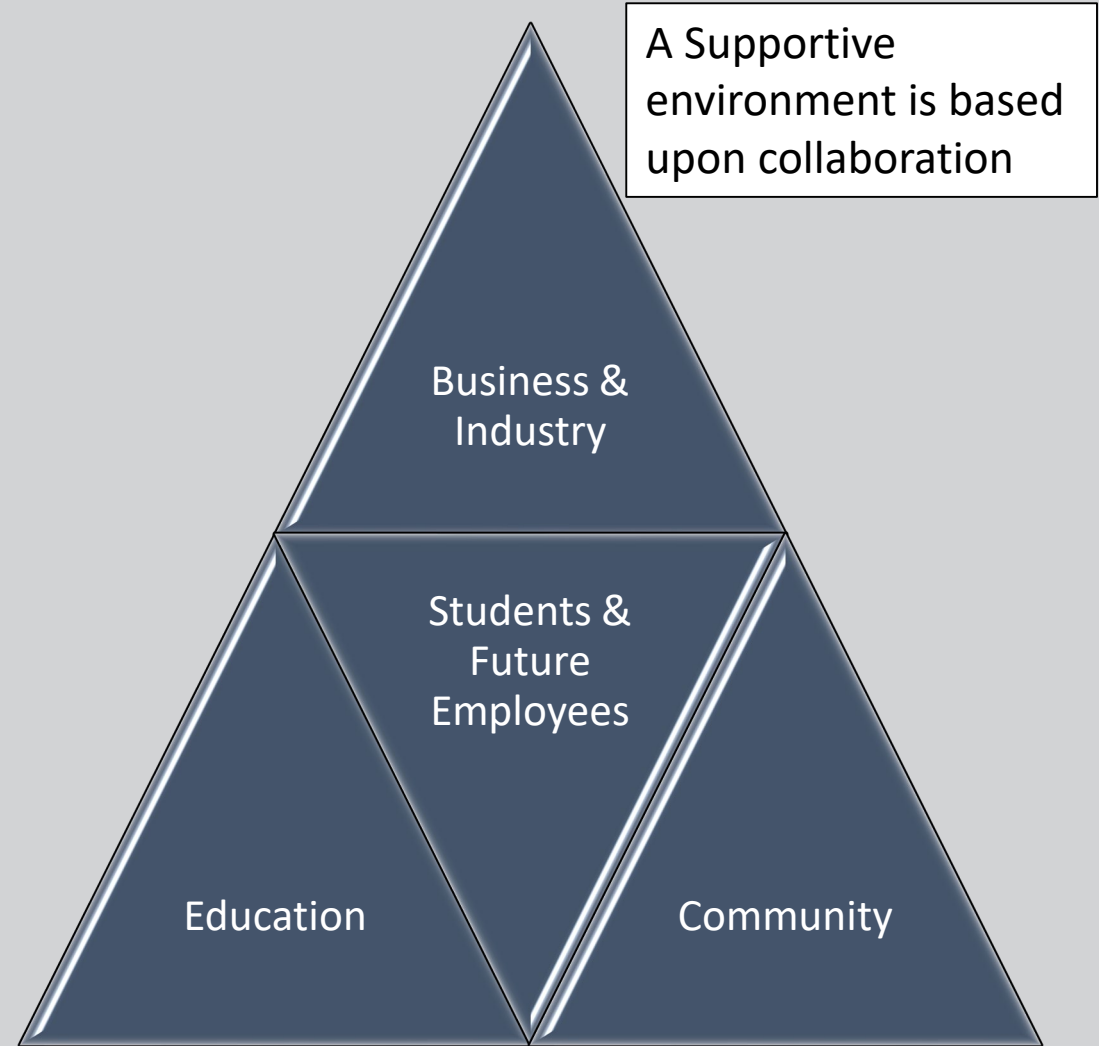 A Supportive
environment is based
upon collaboration
Business &
Industry
Students &
Future
Employees
Education
Community